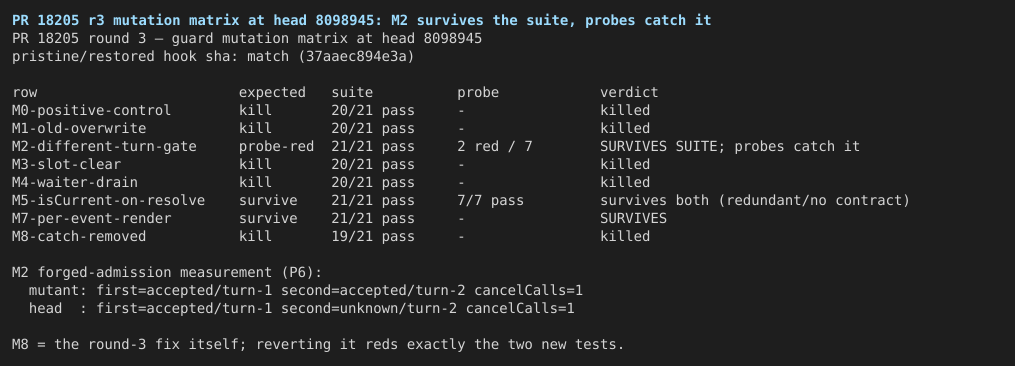 PR 18205 r3 mutation matrix at head 8098945: M2 survives the suite, probes catch it
PR 18205 round 3 — guard mutation matrix at head 8098945
pristine/restored hook sha: match (37aaec894e3a)
row expected suite probe verdict
M0-positive-control kill 20/21 pass - killed
M1-old-overwrite kill 20/21 pass - killed
M2-different-turn-gate probe-red 21/21 pass 2 red / 7 SURVIVES SUITE; probes catch it
M3-slot-clear kill 20/21 pass - killed
M4-waiter-drain kill 20/21 pass - killed
M5-isCurrent-on-resolve survive 21/21 pass 7/7 pass survives both (redundant/no contract)
M7-per-event-render survive 21/21 pass - SURVIVES
M8-catch-removed kill 19/21 pass - killed
M2 forged-admission measurement (P6):
mutant: first=accepted/turn-1 second=accepted/turn-2 cancelCalls=1
head : first=accepted/turn-1 second=unknown/turn-2 cancelCalls=1
M8 = the round-3 fix itself; reverting it reds exactly the two new tests.